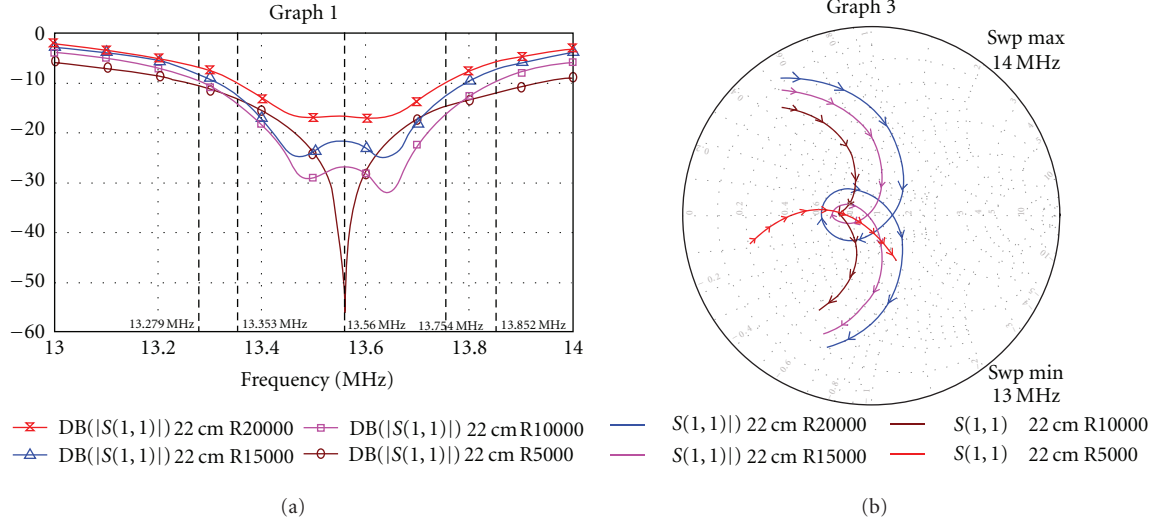 Graph 1
0
−10
−20
−30
−40
−50
−60
13.279 MHz
13.353 MHz
13.56 MHz
13.754 MHz
13.852 MHz
13
13.2
13.4
13.6
13.8
14
Frequency (MHz)
DB(|S(1, 1)|) 22 cm R20000
DB(|S(1, 1)|) 22 cm R10000
DB(|S(1, 1)|) 22 cm R15000
DB(|S(1, 1)|) 22 cm R5000
(a)
Graph 3
Swp max
14 MHz
Swp min
13 MHz
0
0.2
S(1, 1)|) 22 cm R20000
S(1, 1) 22 cm R10000
S(1, 1)|) 22 cm R15000
S(1, 1) 22 cm R5000
(b)